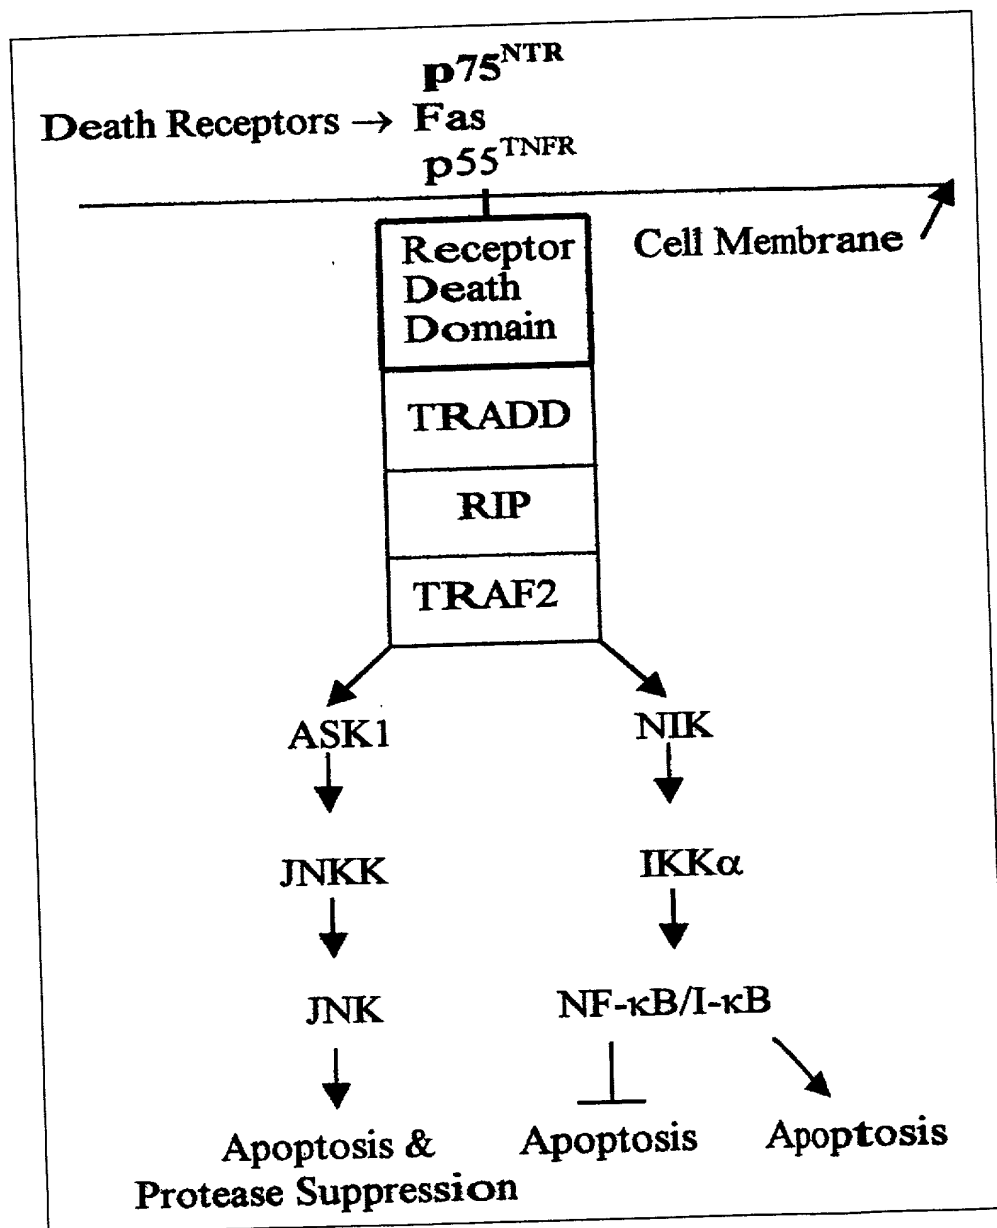 p75NTR
Death Receptors → Fas
p55TNFR
Cell Membrane
Receptor
Death
Domain
TRADD
RIP
TRAF2
ASK1
NIK
JNKK
IKKα
JNK
NF-κB/I-κB
Apoptosis &
Protease Suppression
Apoptosis
Apoptosis